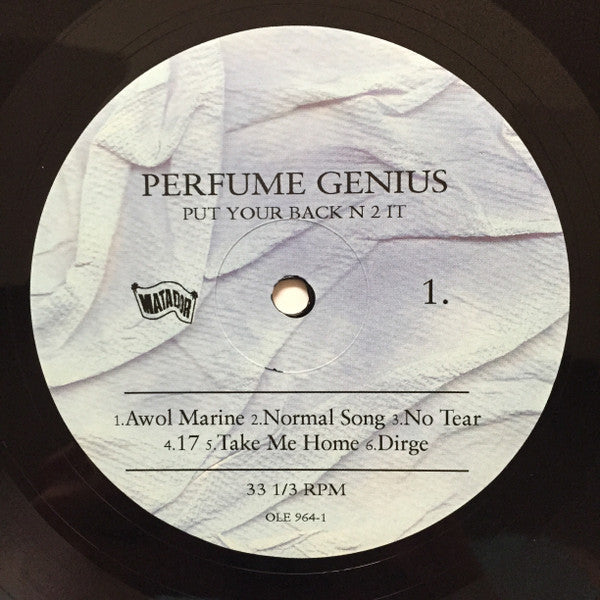 PERFUME GENIUS
PUT YOUR BACK N 2 IT
MATADOR
1.
1.Awol Marine 2.Normal Song 3.No Tear
4.17 5.Take Me Home 6.Dirge
33 1/3 RPM
OLE 964-1